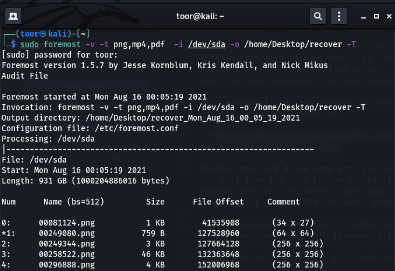 toor@kali: ~
(toor㉿kali)-[~]
$ sudo foremost -v -t png,mp4,pdf -i /dev/sda -o /home/Desktop/recover -T
[sudo] password for toor:
Foremost version 1.5.7 by Jesse Kornblum, Kris Kendall, and Nick Mikus
Audit File
Foremost started at Mon Aug 16 00:05:19 2021
Invocation: foremost -v -t png,mp4,pdf -i /dev/sda -o /home/Desktop/recover -T
Output directory: /home/Desktop/recover_Mon_Aug_16_00_05_19_2021
Configuration file: /etc/foremost.conf
Processing: /dev/sda
|------------------------------------------------------------------
File: /dev/sda
Start: Mon Aug 16 00:05:19 2021
Length: 931 GB (1000204886016 bytes)
Num Name (bs=512) Size File Offset Comment
0: 00081124.png 1 KB 41535908 (34 x 27)
*1: 00249080.png 759 B 127528960 (64 x 64)
2: 00249344.png 3 KB 127664128 (256 x 256)
3: 00258522.png 46 KB 132363648 (256 x 256)
4: 00296888.png 4 KB 152006968 (256 x 256)